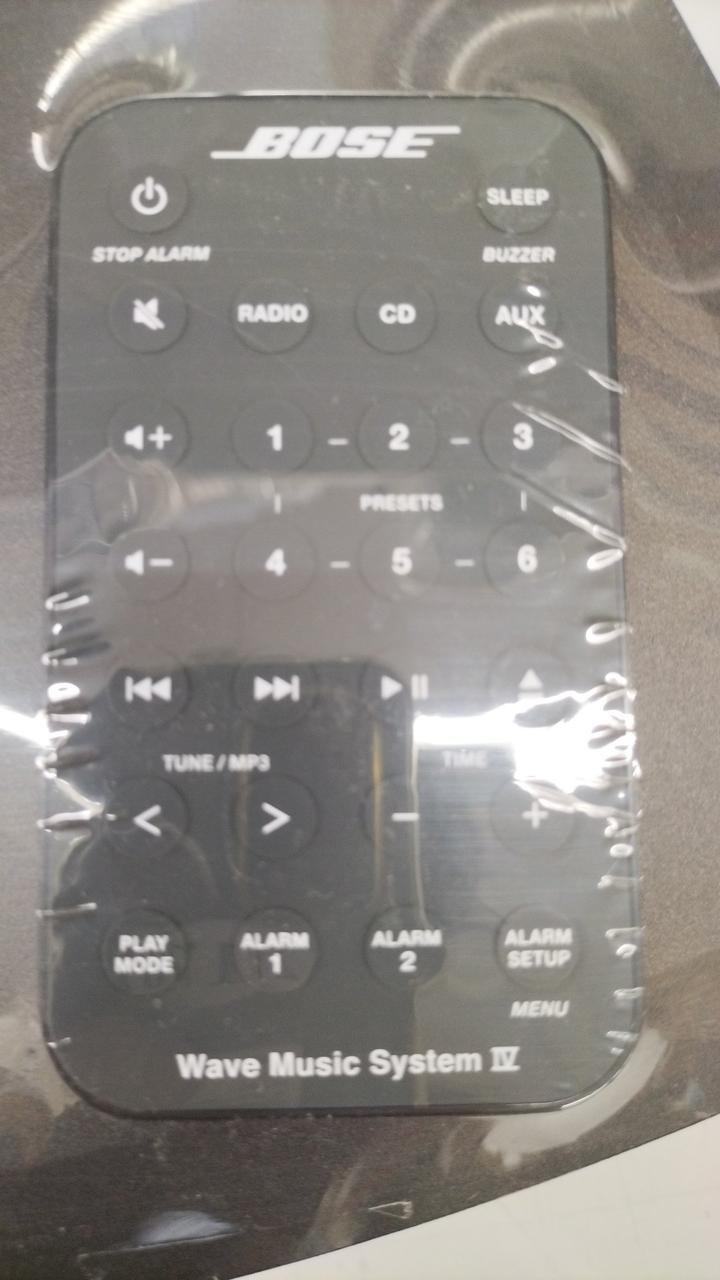 BOSE
SLEEP
STOP ALARM BUZZER
RADIO CD AUX
+ 1 – 2 – 3
PRESETS
– 4 – 5 – 6
TUNE / MP3 TIME
< > – +
PLAY MODE ALARM 1 ALARM 2 ALARM SETUP
MENU
Wave Music System IV